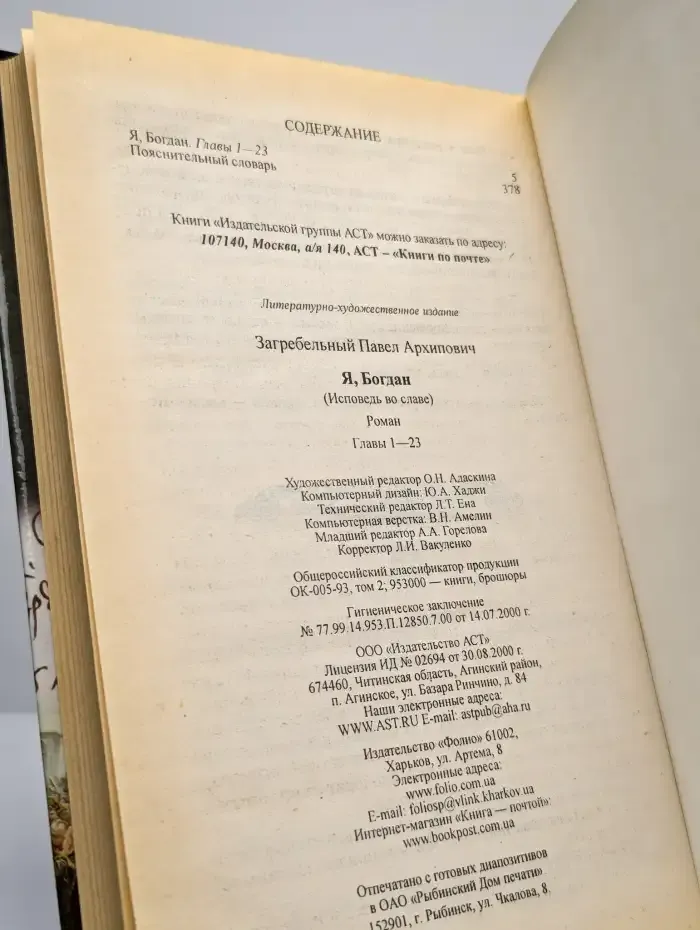 СОДЕРЖАНИЕ
Я, Богдан. Главы 1—23 5
Пояснительный словарь 378
Книги «Издательской группы АСТ» можно заказать по адресу:
107140, Москва, а/я 140, АСТ – «Книги по почте»
Литературно-художественное издание
Загребельный Павел Архипович
Я, Богдан
(Исповедь во славе)
Роман
Главы 1—23
Художественный редактор О.Н. Адаскина
Компьютерный дизайн: Ю.А. Хаджи
Технический редактор Л.Т. Ена
Компьютерная верстка: В.Н. Амелин
Младший редактор А.А. Горелова
Корректор Л.И. Вакуленко
Общероссийский классификатор продукции
ОК-005-93, том 2; 953000 — книги, брошюры
Гигиеническое заключение
№ 77.99.14.953.П.12850.7.00 от 14.07.2000 г.
ООО «Издательство АСТ»
Лицензия ИД № 02694 от 30.08.2000 г.
674460, Читинская область, Агинский район,
п. Агинское, ул. Базара Ринчино, д. 84
Наши электронные адреса:
WWW.AST.RU E-mail: astpub@aha.ru
Издательство «Фолио» 61002,
Харьков, ул. Артема, 8
Электронные адреса:
www.folio.com.ua
E-mail: foliosp@vlink.kharkov.ua
Интернет-магазин «Книга — почтой»:
www.bookpost.com.ua
Отпечатано с готовых диапозитивов
в ОАО «Рыбинский Дом печати»
152901, г. Рыбинск, ул. Чкалова, 8.